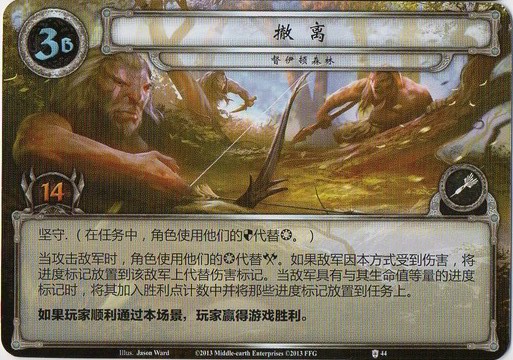 3B
撤离
督伊顿森林
14
坚守.（在任务中，角色使用他们的代替。）
当攻击敌军时，角色使用他们的代替。如果敌军因本方式受到伤害，将
进度标记放置到该敌军上代替伤害标记。当敌军具有与其生命值等量的进度
标记时，将其加入胜利点计数中并将那些进度标记放置到任务上。
如果玩家顺利通过本场景，玩家赢得游戏胜利。
Illus. Jason Ward ©2013 Middle-earth Enterprises ©2013 FFG 44